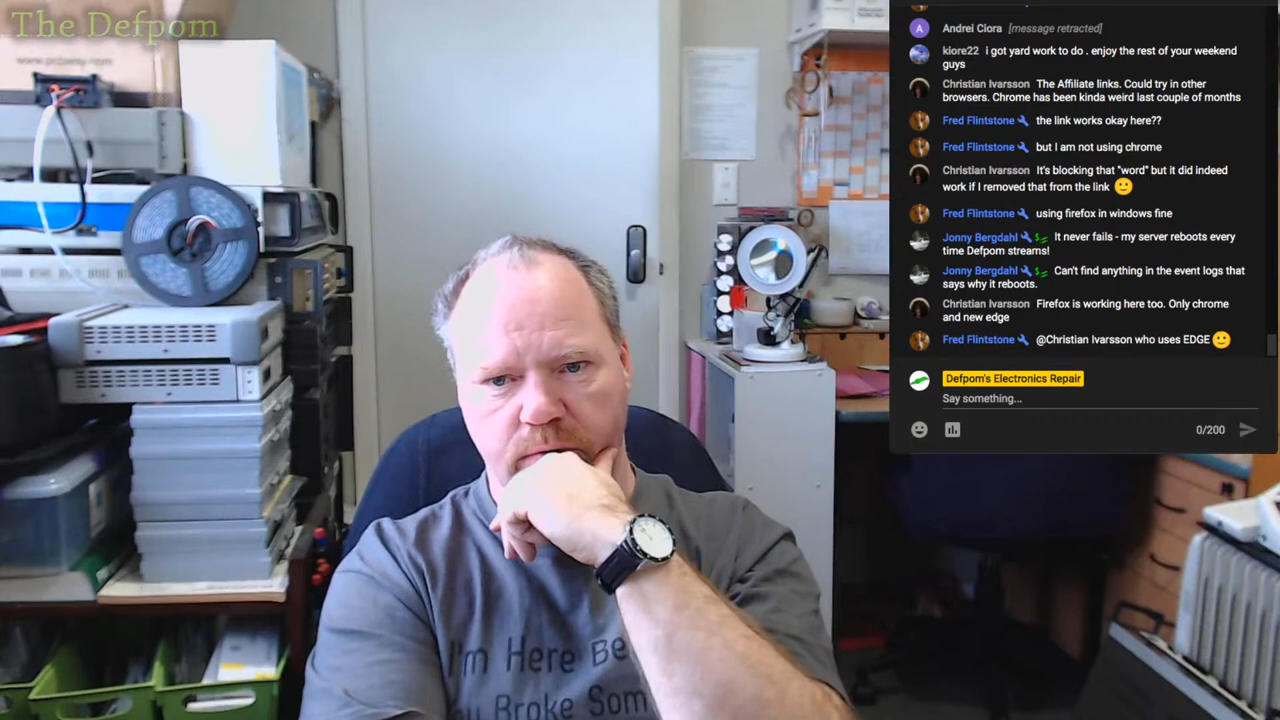 The Defpom
Andrei Ciora [message retracted]
kiore22 i got yard work to do . enjoy the rest of your weekend
guys
Christian Ivarsson The Affiliate links. Could try in other
browsers. Chrome has been kinda weird last couple of months
Fred Flintstone the link works okay here??
Fred Flintstone but I am not using chrome
Christian Ivarsson It's blocking that "word" but it did indeed
work if I removed that from the link
Fred Flintstone using firefox in windows fine
Jonny Bergdahl It never fails - my server reboots every
time Defpom streams!
Jonny Bergdahl Can't find anything in the event logs that
says why it reboots.
Christian Ivarsson Firefox is working here too. Only chrome
and new edge
Fred Flintstone @Christian Ivarsson who uses EDGE
Defpom's Electronics Repair
Say something...
0/200
I'm Here Be
ou Broke Som